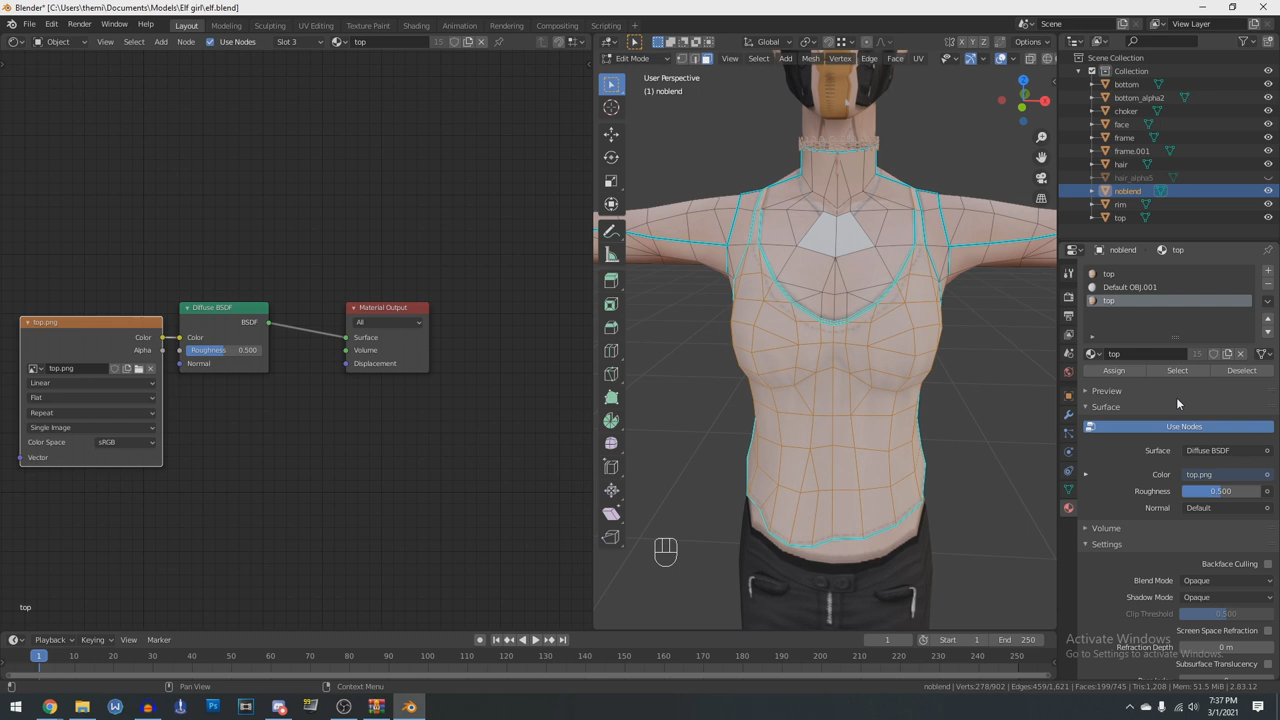 Blender* [C:\Users\themi\Documents\Models\Elf girl\elf.blend]
File Edit Render Window Help Layout Modeling Sculpting UV Editing Texture Paint Shading Animation Rendering Compositing Scripting Scene View Layer
Object View Select Add Node Use Nodes Slot 3 top 15 Global Options
Edit Mode View Select Add Mesh Vertex Edge Face UV
User Perspective
(1) noblend
Scene Collection
Collection
bottom
bottom_alpha2
choker
face
frame
frame.001
hair
hair_alpha5
noblend
rim
top
noblend top
top
Default OBJ.001
top
top 15
Assign Select Deselect
Preview
Surface
Use Nodes
Surface Diffuse BSDF
Color top.png
Roughness 0.500
Normal Default
Volume
Settings
Backface Culling
Blend Mode Opaque
Shadow Mode Opaque
Clip Threshold 0.500
Screen Space Refraction
Refraction Depth 0 m
Subsurface Translucency
top.png
Color
Alpha
top.png
Linear
Flat
Repeat
Single Image
Color Space sRGB
Vector
Diffuse BSDF
BSDF
Color
Roughness 0.500
Normal
Material Output
All
Surface
Volume
Displacement
top
Playback Keying View Marker 1 Start 1 End 250
1 10 20 30 40 50 60 70 80 90 100 110 120 130 140 150 160 170 180 190 200 210 220 230 240 250
Activate Windows
Go to Settings to activate Windows.
Pan View Context Menu noblend | Verts:278/902 | Edges:459/1,621 | Faces:199/745 | Tris:1,208 | Mem: 51.5 MiB | 2.83.12
7:37 PM
3/1/2021